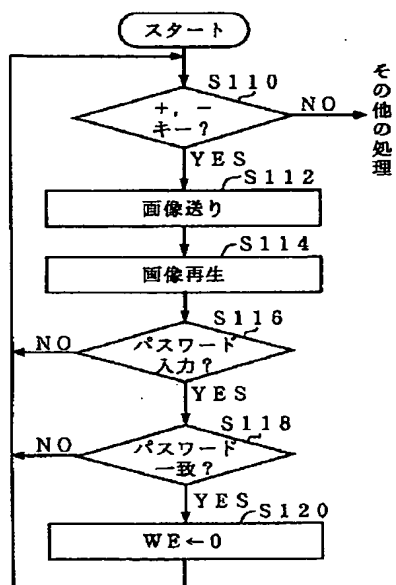 スタート
S110
+, -
キー?
NO
その他の処理
YES
S112
画像送り
S114
画像再生
S116
パスワード
入力?
NO
YES
S118
パスワード
一致?
NO
YES
S120
WE←0